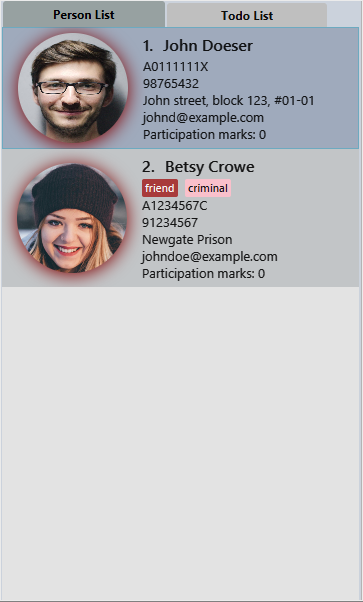 Person List
Todo List
1. John Doeser
A0111111X
98765432
John street, block 123, #01-01
johnd@example.com
Participation marks: 0
2. Betsy Crowe
friend criminal
A1234567C
91234567
Newgate Prison
johndoe@example.com
Participation marks: 0